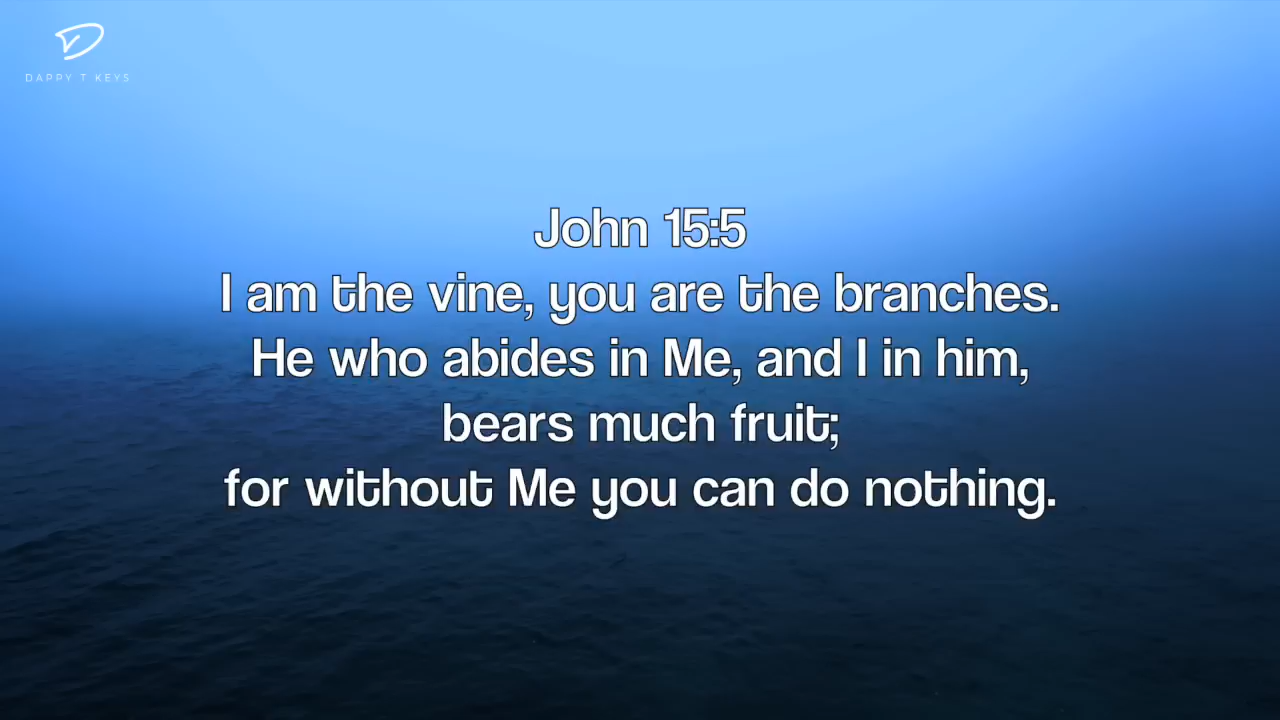 DAPPY T KEYS
John 15:5
I am the vine, you are the branches.
He who abides in Me, and I in him,
bears much fruit;
for without Me you can do nothing.